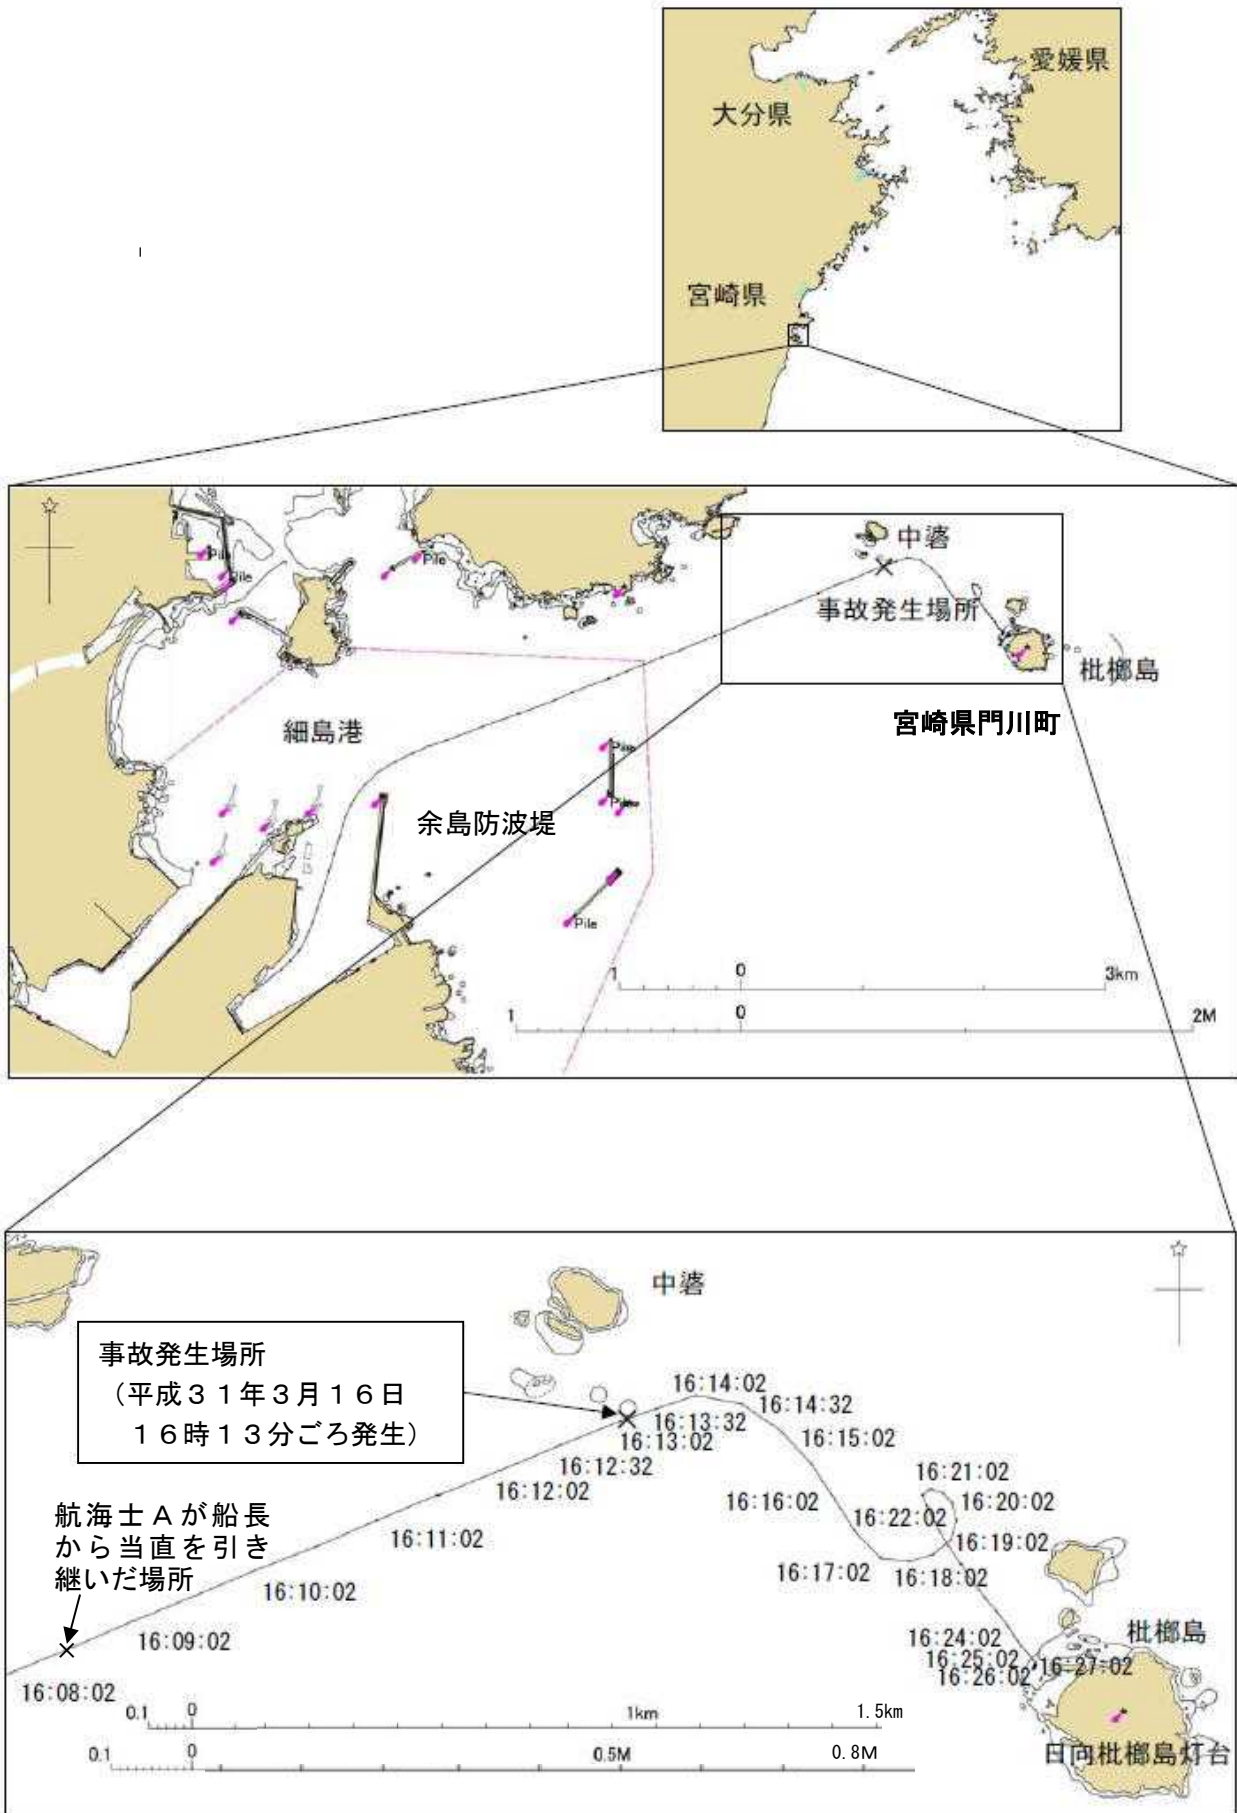 愛媛県
大分県
宮崎県
Pile
Pile
Pile
中碆
事故発生場所
枇榔島
宮崎県門川町
細島港
Pile
余島防波堤
Pile
1 0 3km
1 0 2M
中碆
事故発生場所
（平成３１年３月１６日
１６時１３分ごろ発生）
16:14:02
16:14:32
16:13:32
16:13:02
16:15:02
16:12:32
16:12:02
16:21:02
16:20:02
16:16:02
16:22:02
16:19:02
航海士Ａが船長
から当直を引き
継いだ場所
16:11:02
16:10:02
16:17:02
16:18:02
16:09:02
16:24:02
16:25:02
16:26:02
16:27:02
枇榔島
16:08:02
0.1 0 1km 1.5km
0.1 0 0.5M 0.8M
日向枇榔島灯台